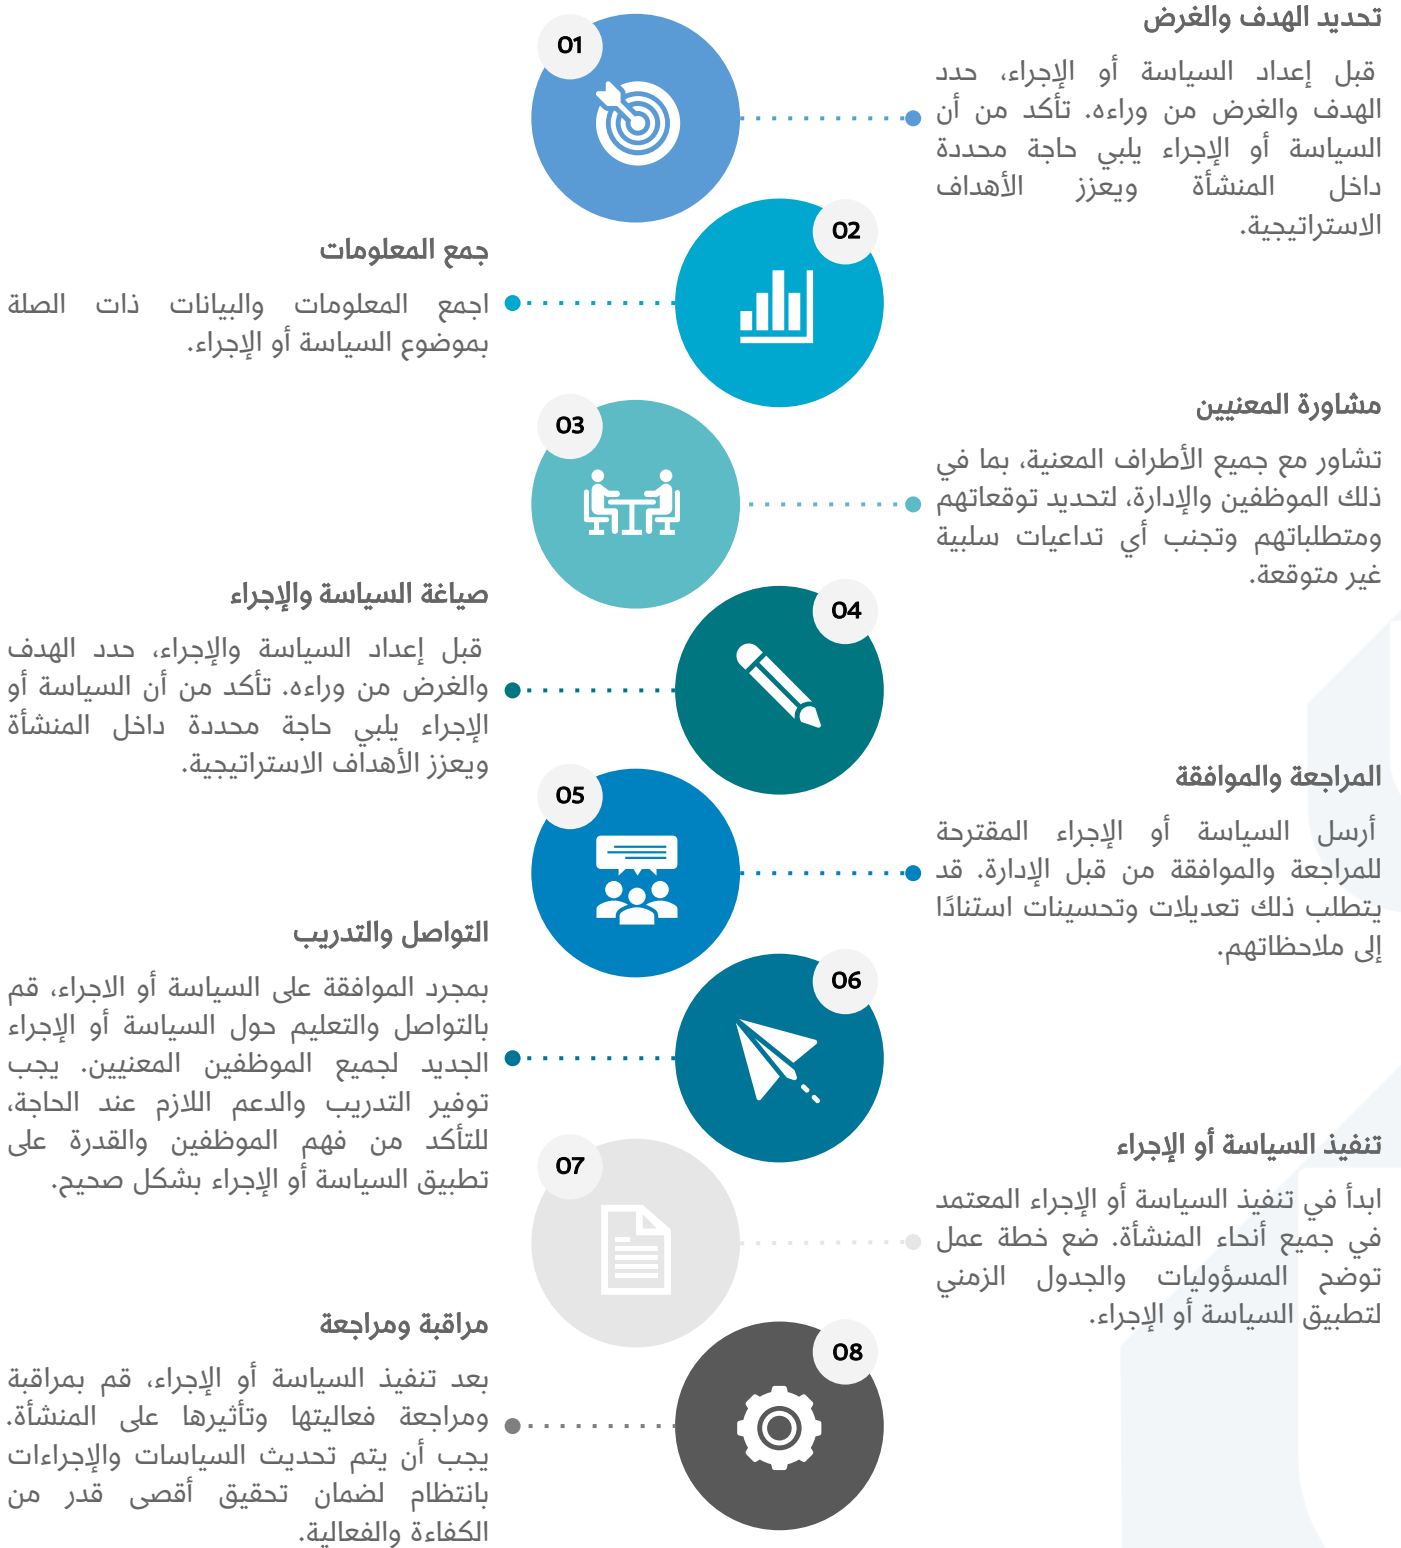 01
تحديد الهدف والغرض
قبل إعداد السياسة أو الإجراء، حدد
الهدف والغرض من وراءه. تأكد من أن
السياسة أو الإجراء يلبي حاجة محددة
داخل المنشأة ويعزز الأهداف
الاستراتيجية.
02
جمع المعلومات
اجمع المعلومات والبيانات ذات الصلة
بموضوع السياسة أو الإجراء.
03
مشاورة المعنيين
تشاور مع جميع الأطراف المعنية، بما في
ذلك الموظفين والإدارة، لتحديد توقعاتهم
ومتطلباتهم وتجنب أي تداعيات سلبية
غير متوقعة.
04
صياغة السياسة والإجراء
قبل إعداد السياسة والإجراء، حدد الهدف
والغرض من وراءه. تأكد من أن السياسة أو
الإجراء يلبي حاجة محددة داخل المنشأة
ويعزز الأهداف الاستراتيجية.
05
المراجعة والموافقة
أرسل السياسة أو الإجراء المقترحة
للمراجعة والموافقة من قبل الإدارة. قد
يتطلب ذلك تعديلات وتحسينات استنادًا
إلى ملاحظاتهم.
06
التواصل والتدريب
بمجرد الموافقة على السياسة أو الاجراء، قم
بالتواصل والتعليم حول السياسة أو الإجراء
الجديد لجميع الموظفين المعنيين. يجب
توفير التدريب والدعم اللازم عند الحاجة،
للتأكد من فهم الموظفين والقدرة على
تطبيق السياسة أو الإجراء بشكل صحيح.
07
تنفيذ السياسة أو الإجراء
ابدأ في تنفيذ السياسة أو الإجراء المعتمد
في جميع أنحاء المنشأة. ضع خطة عمل
توضح المسؤوليات والجدول الزمني
لتطبيق السياسة أو الإجراء.
08
مراقبة ومراجعة
بعد تنفيذ السياسة أو الإجراء، قم بمراقبة
ومراجعة فعاليتها وتأثيرها على المنشأة.
يجب أن يتم تحديث السياسات والإجراءات
بانتظام لضمان تحقيق أقصى قدر من
الكفاءة والفعالية.